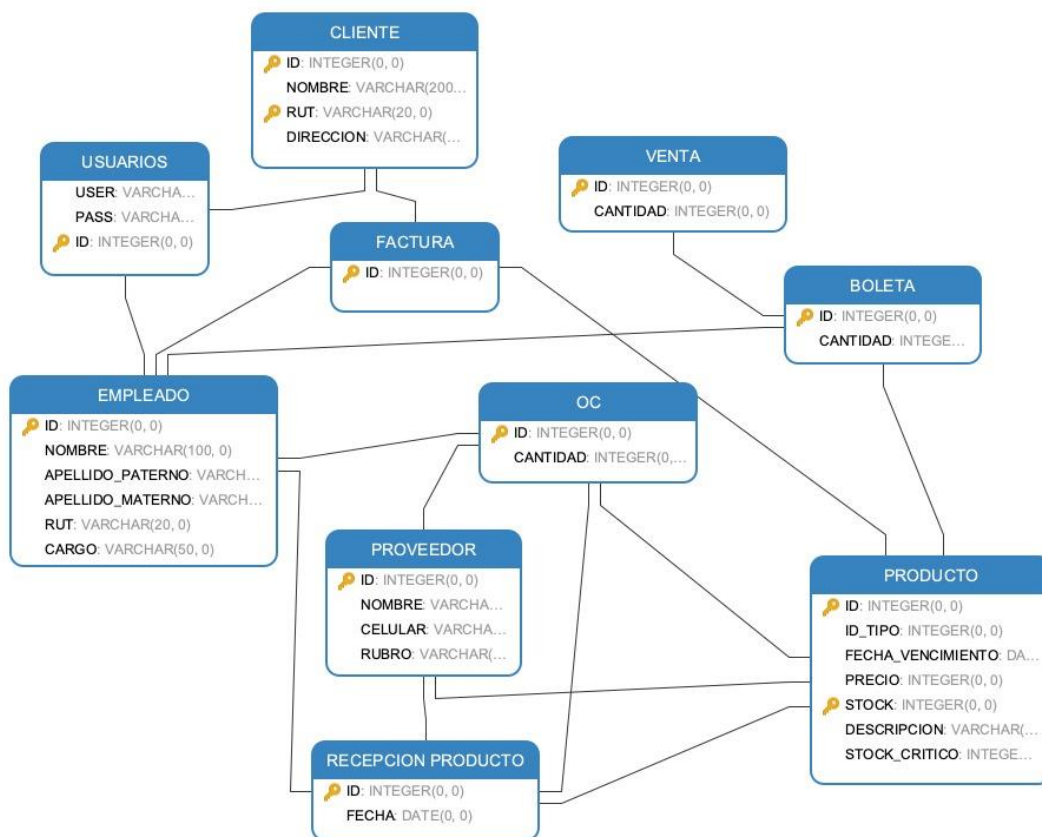 CLIENTE
ID: INTEGER(0, 0)
NOMBRE: VARCHAR(200...
RUT: VARCHAR(20, 0)
DIRECCION: VARCHAR(...
USUARIOS
USER: VARCHA...
PASS: VARCHA...
ID: INTEGER(0, 0)
VENTA
ID: INTEGER(0, 0)
CANTIDAD: INTEGER(0, 0)
FACTURA
ID: INTEGER(0, 0)
BOLETA
ID: INTEGER(0, 0)
CANTIDAD: INTEGE...
EMPLEADO
ID: INTEGER(0, 0)
NOMBRE: VARCHAR(100, 0)
APELLIDO_PATERNO: VARCH...
APELLIDO_MATERNO: VARCH...
RUT: VARCHAR(20, 0)
CARGO: VARCHAR(50, 0)
OC
ID: INTEGER(0, 0)
CANTIDAD: INTEGER(0,...
PROVEEDOR
ID: INTEGER(0, 0)
NOMBRE: VARCHA...
CELULAR: VARCHA...
RUBRO: VARCHAR(...
PRODUCTO
ID: INTEGER(0, 0)
ID_TIPO: INTEGER(0, 0)
FECHA_VENCIMIENTO: DA...
PRECIO: INTEGER(0, 0)
STOCK: INTEGER(0, 0)
DESCRIPCION: VARCHAR(...
STOCK_CRITICO: INTEGE...
RECEPCION PRODUCTO
ID: INTEGER(0, 0)
FECHA: DATE(0, 0)